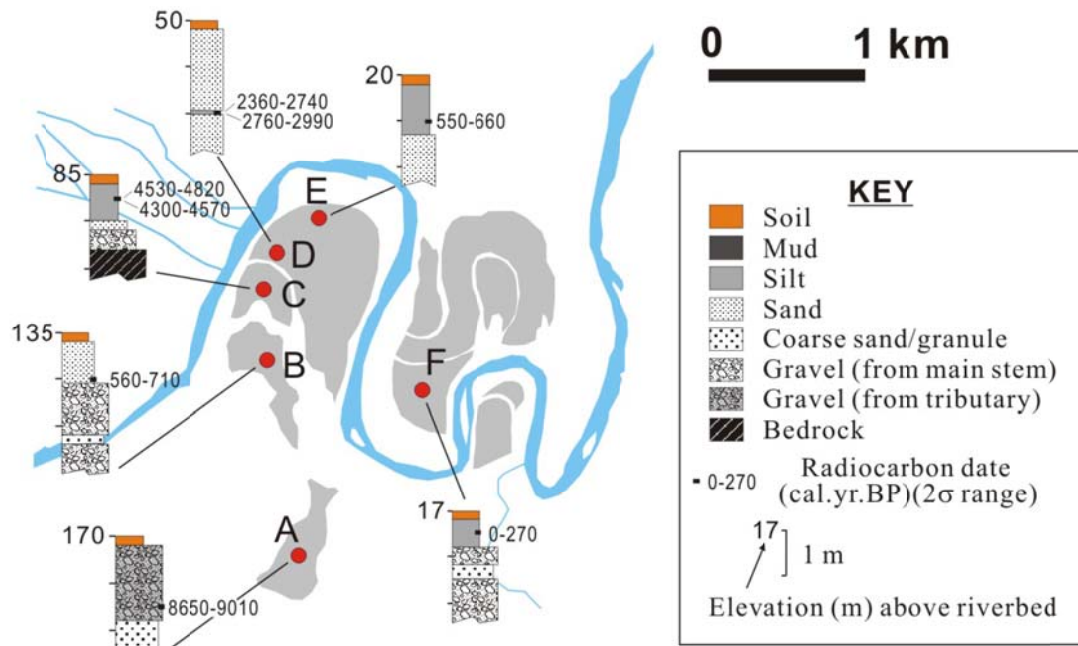 50
2360-2740
2760-2990
20
550-660
85
4530-4820
4300-4570
E
D
C
B
F
A
135
560-710
170
8650-9010
17
0-270
0 1 km
KEY
Soil
Mud
Silt
Sand
Coarse sand/granule
Gravel (from main stem)
Gravel (from tributary)
Bedrock
0-270 Radiocarbon date
(cal.yr.BP)(2σ range)
17
1 m
Elevation (m) above riverbed